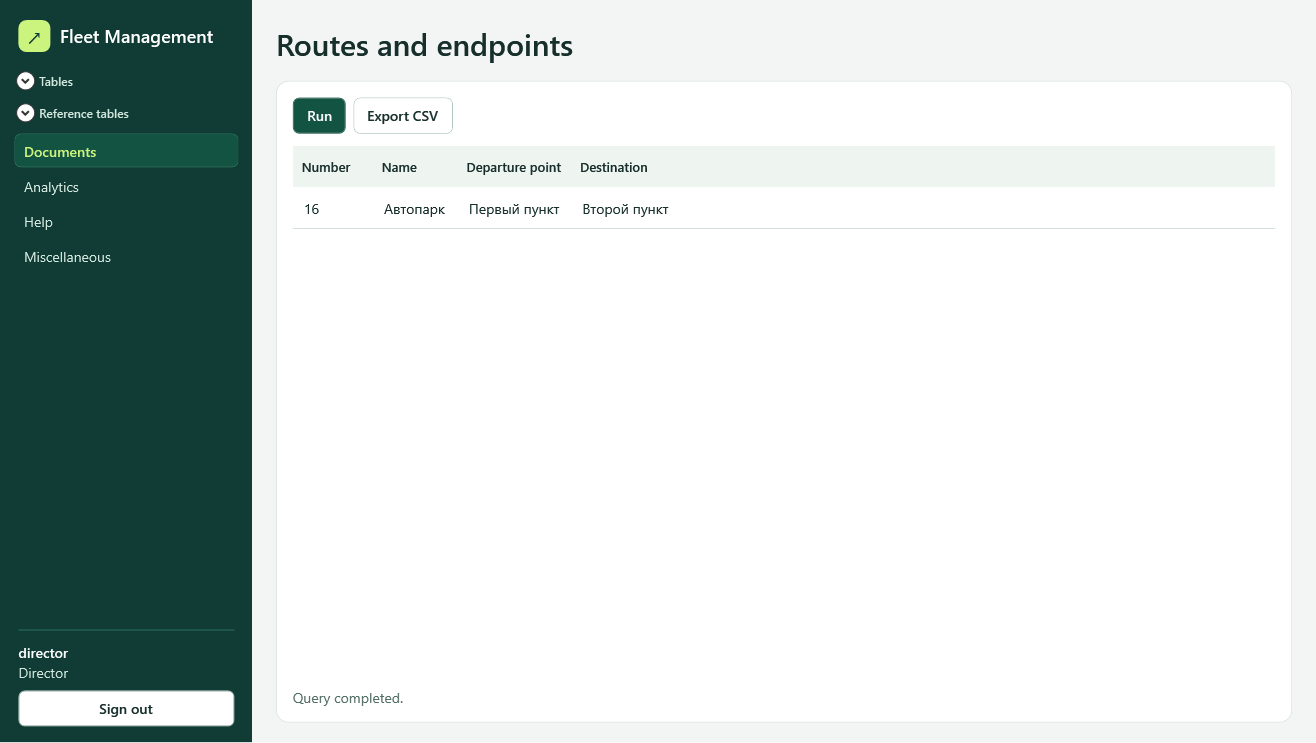 Fleet Management
Tables
Reference tables
Documents
Analytics
Help
Miscellaneous
director
Director
Sign out
Routes and endpoints
Run Export CSV
Number Name Departure point Destination
16 Автопарк Первый пункт Второй пункт
Query completed.